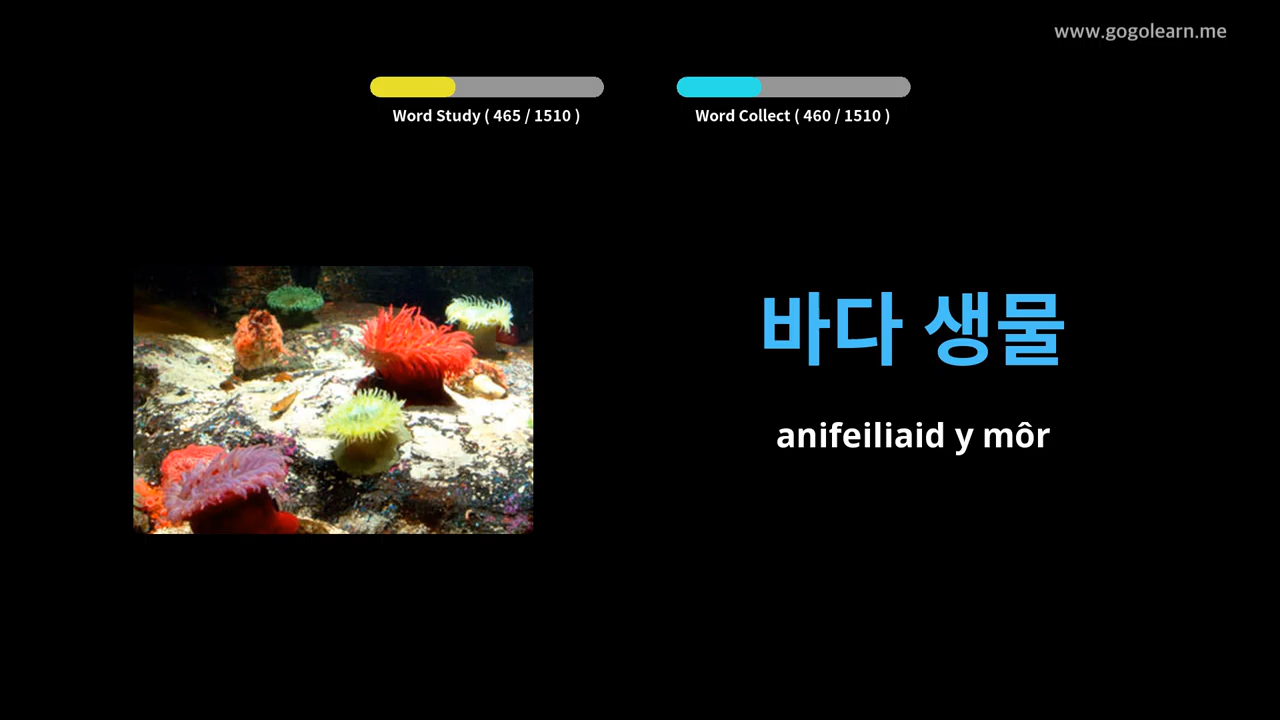 www.gogolearn.me
Word Study ( 465 / 1510 )
Word Collect ( 460 / 1510 )
바다 생물
anifeiliaid y môr